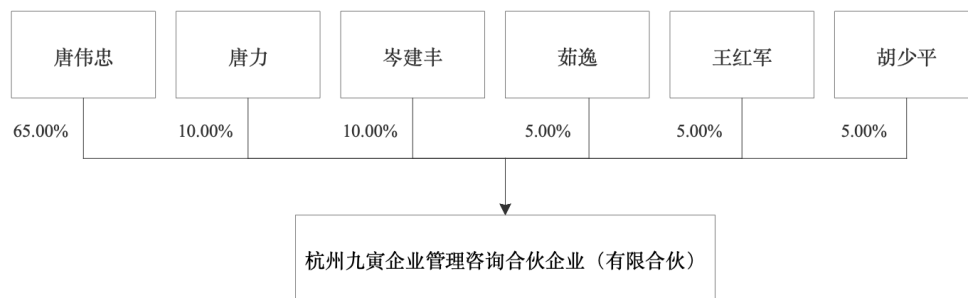 唐伟忠
唐力
岑建丰
茹逸
王红军
胡少平
65.00%
10.00%
10.00%
5.00%
5.00%
5.00%
杭州九寅企业管理咨询合伙企业（有限合伙）